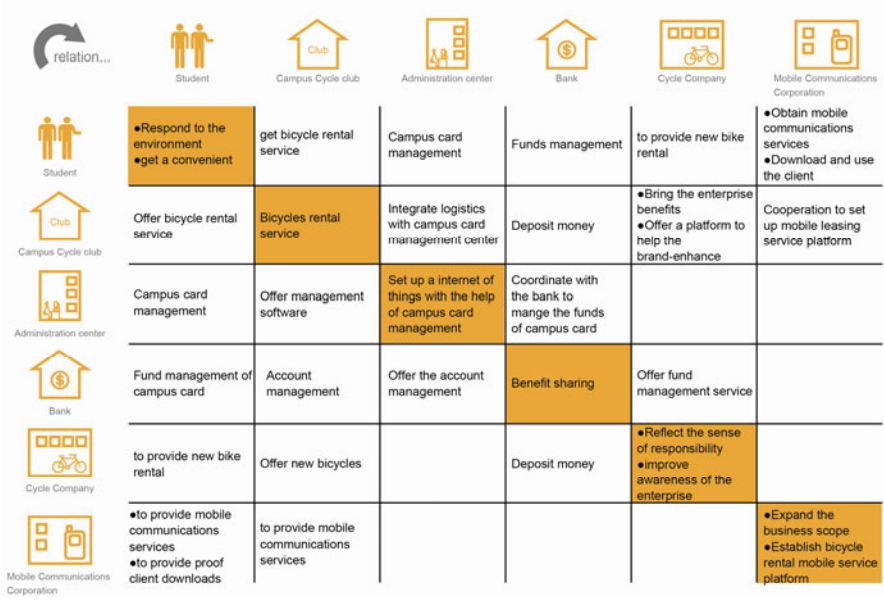 relation...
Club
$
Student
Campus Cycle club
Administration center
Bank
Cycle Company
Mobile Communications
Corporation
Student
●Respond to the
environment
●get a convenient
get bicycle rental
service
Campus card
management
Funds management
to provide new bike
rental
●Obtain mobile
communications
services
●Download and use
the client
Club
Campus Cycle club
Offer bicycle rental
service
Bicycles rental
service
Integrate logistics
with campus card
management center
Deposit money
●Bring the enterprise
benefits
●Offer a platform to
help the
brand-enhance
Cooperation to set
up mobile leasing
service platform
Administration center
Campus card
management
Offer management
software
Set up a internet of
things with the help
of campus card
management
Coordinate with
the bank to
mange the funds
of campus card
$
Bank
Fund management of
campus card
Account
management
Offer the account
management
Benefit sharing
Offer fund
management service
Cycle Company
to provide new bike
rental
Offer new bicycles
Deposit money
●Reflect the sense
of responsibility
●improve
awareness of the
enterprise
Mobile Communications
Corporation
●to provide mobile
communications
services
●to provide proof
client downloads
to provide mobile
communications
services
●Expand the
business scope
●Establish bicycle
rental mobile service
platform